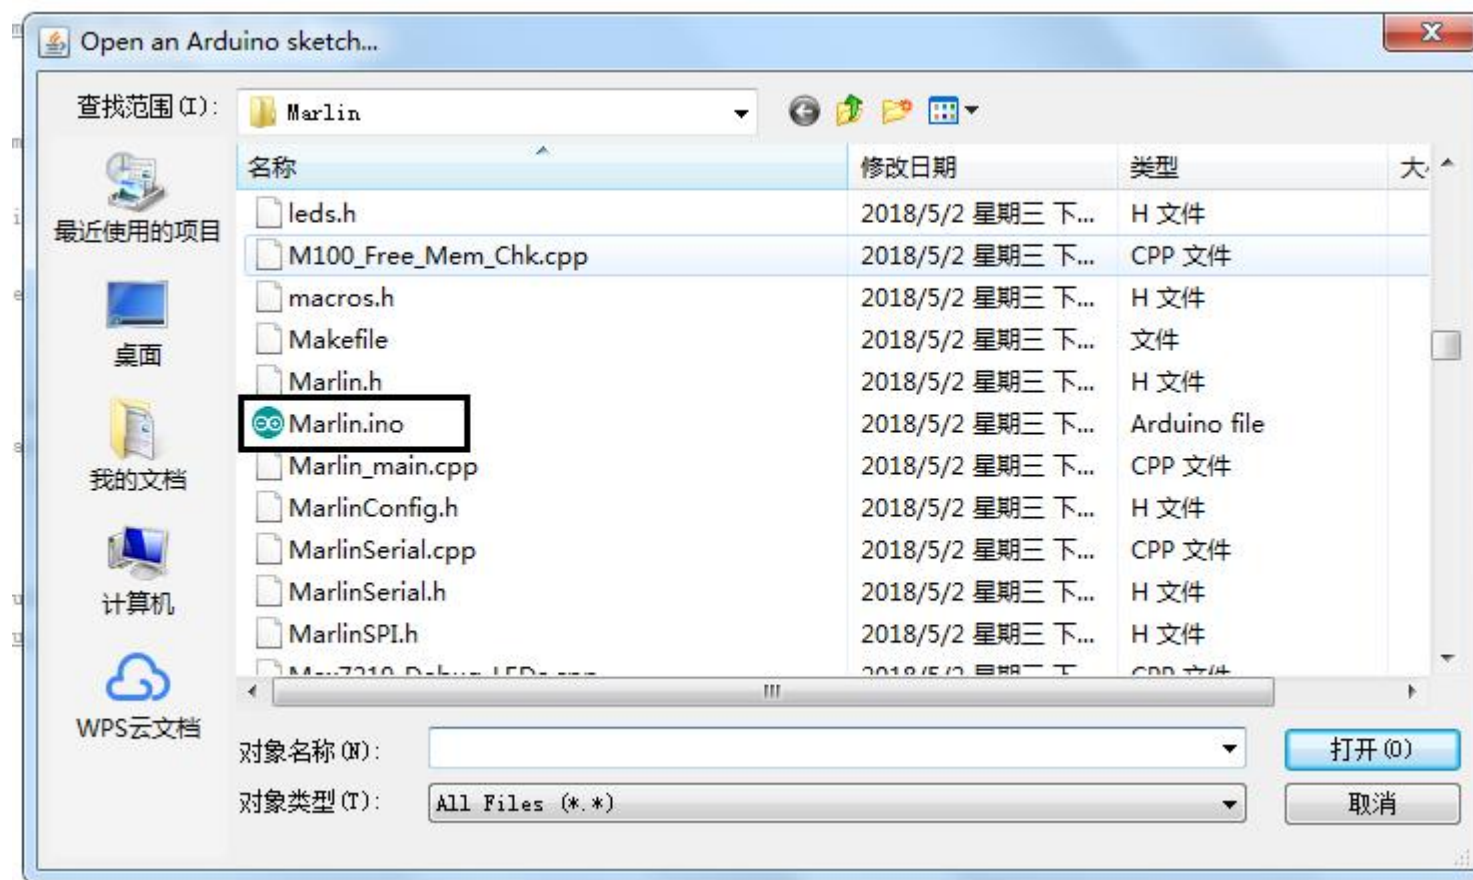 Open an Arduino sketch...
查找范围(I): Marlin
名称 修改日期 类型
最近使用的项目
桌面
我的文档
计算机
WPS云文档
leds.h 2018/5/2 星期三 下... H 文件
M100_Free_Mem_Chk.cpp 2018/5/2 星期三 下... CPP 文件
macros.h 2018/5/2 星期三 下... H 文件
Makefile 2018/5/2 星期三 下... 文件
Marlin.h 2018/5/2 星期三 下... H 文件
Marlin.ino 2018/5/2 星期三 下... Arduino file
Marlin_main.cpp 2018/5/2 星期三 下... CPP 文件
MarlinConfig.h 2018/5/2 星期三 下... H 文件
MarlinSerial.cpp 2018/5/2 星期三 下... CPP 文件
MarlinSerial.h 2018/5/2 星期三 下... H 文件
MarlinSPI.h 2018/5/2 星期三 下... H 文件
对象名称(N): 打开(O)
对象类型(T): All Files (*.*) 取消